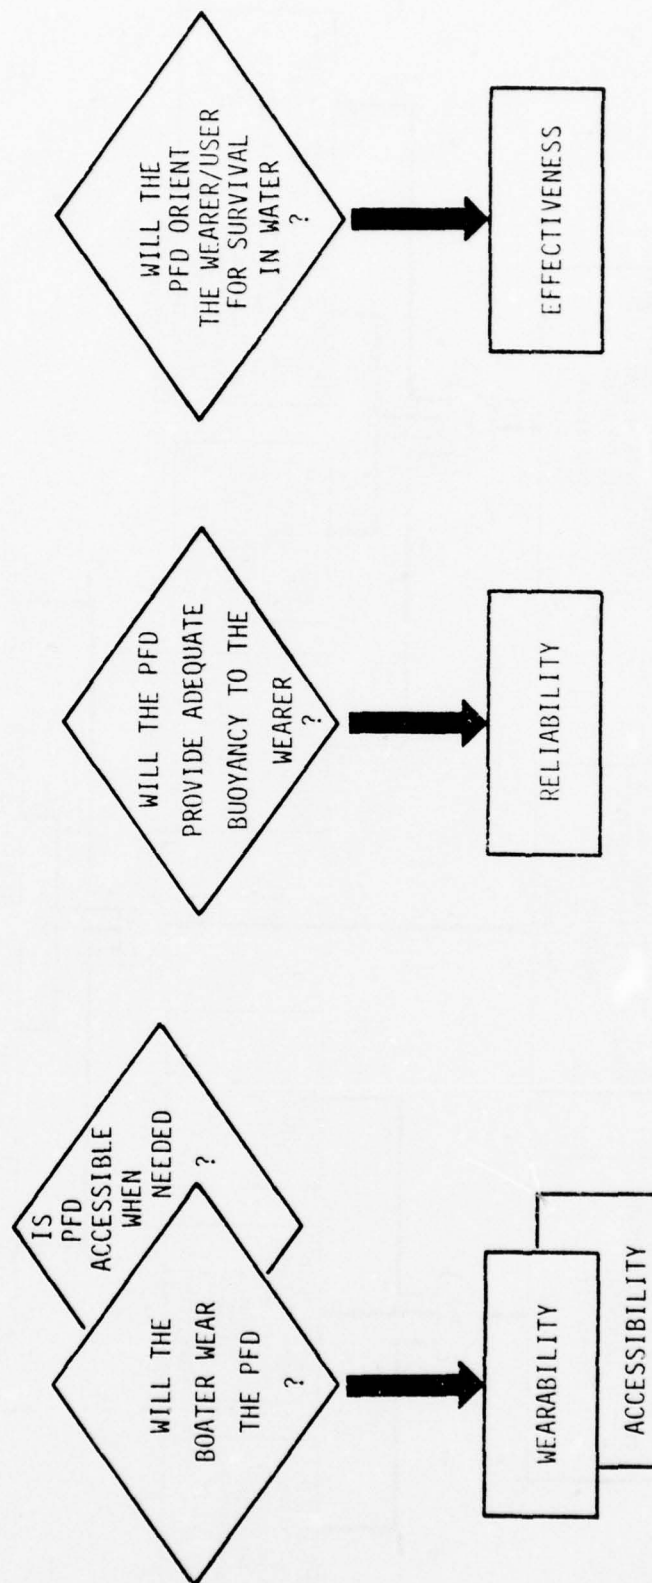 IS
PFD
ACCESSIBLE
WHEN
NEEDED
?
WILL THE
BOATER WEAR
THE PFD
?
WEARABILITY
ACCESSIBILITY
WILL THE PFD
PROVIDE ADEQUATE
BUOYANCY TO THE
WEARER
?
RELIABILITY
WILL THE
PFD ORIENT
THE WEARER/USER
FOR SURVIVAL
IN WATER
?
EFFECTIVENESS